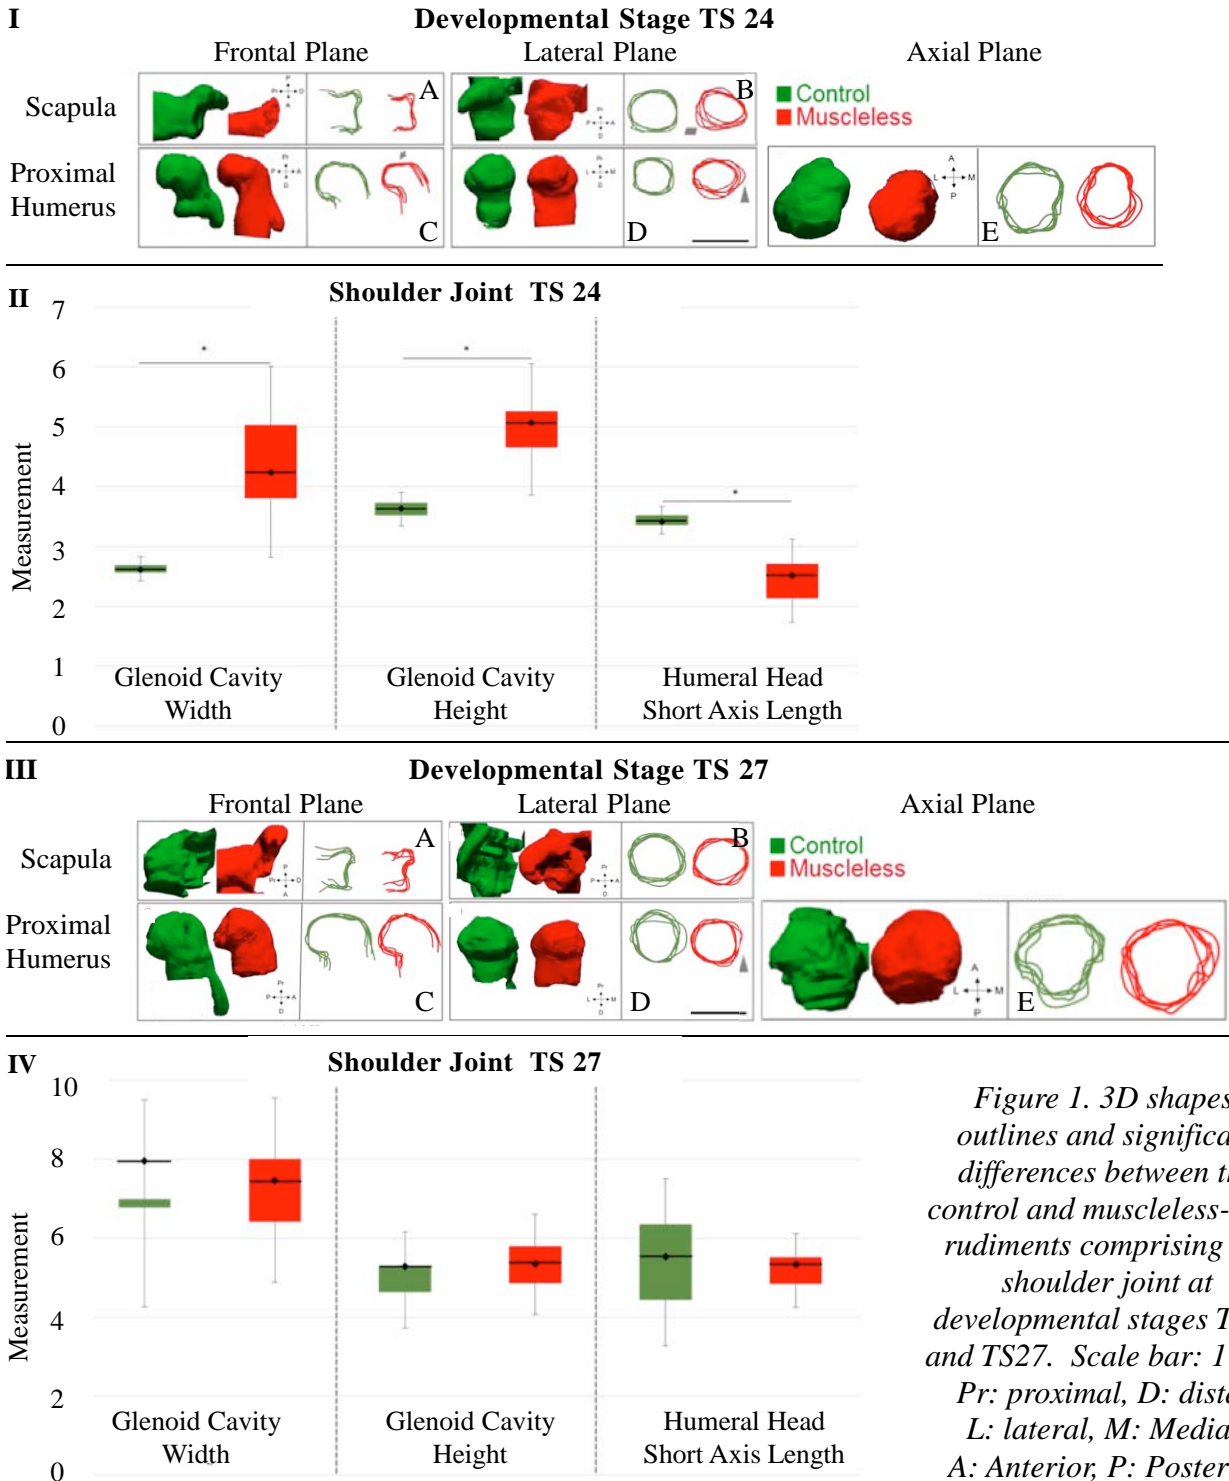 I
Developmental Stage TS 24
Frontal Plane Lateral Plane Axial Plane
Scapula
A
B
Control
Muscleless
Proximal
Humerus
C
D
E
II
Shoulder Joint TS 24
Measurement
7
6
5
4
3
2
1
0
*
*
*
Glenoid Cavity
Width
Glenoid Cavity
Height
Humeral Head
Short Axis Length
III
Developmental Stage TS 27
Frontal Plane Lateral Plane Axial Plane
Scapula
A
B
Control
Muscleless
Proximal
Humerus
C
D
E
IV
Shoulder Joint TS 27
Measurement
10
8
6
4
2
0
Glenoid Cavity
Width
Glenoid Cavity
Height
Humeral Head
Short Axis Length
Figure 1. 3D shapes
outlines and significa
differences between th
control and muscleless-
rudiments comprising
shoulder joint at
developmental stages T
and TS27. Scale bar: 1
Pr: proximal, D: dista
L: lateral, M: Media
A: Anterior, P: Poster